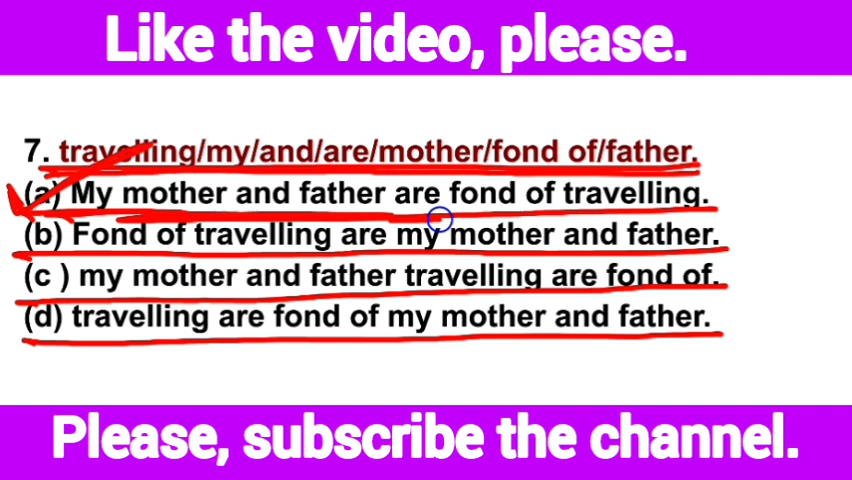 Like the video, please.
7. travelling/my/and/are/mother/fond of/father.
(a) My mother and father are fond of travelling.
(b) Fond of travelling are my mother and father.
(c ) my mother and father travelling are fond of.
(d) travelling are fond of my mother and father.
Please, subscribe the channel.